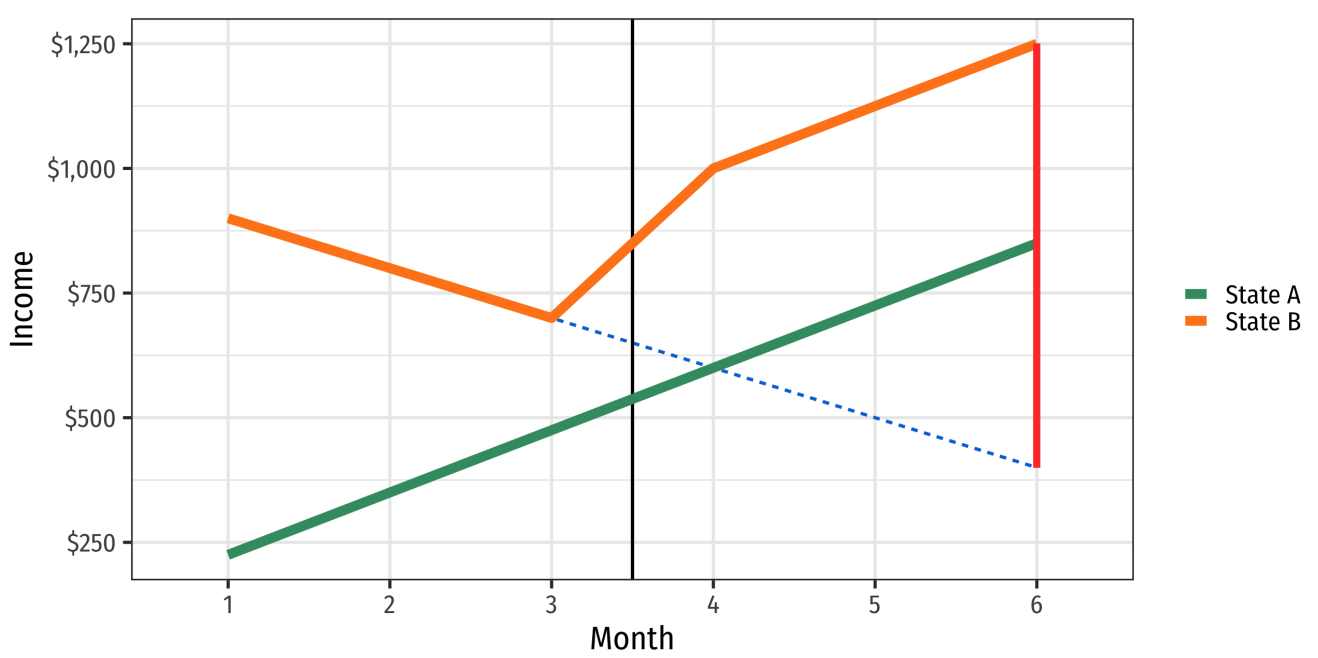 Income
$1,250
$1,000
$750
$500
$250
1 2 3 4 5 6
Month
State A
State B